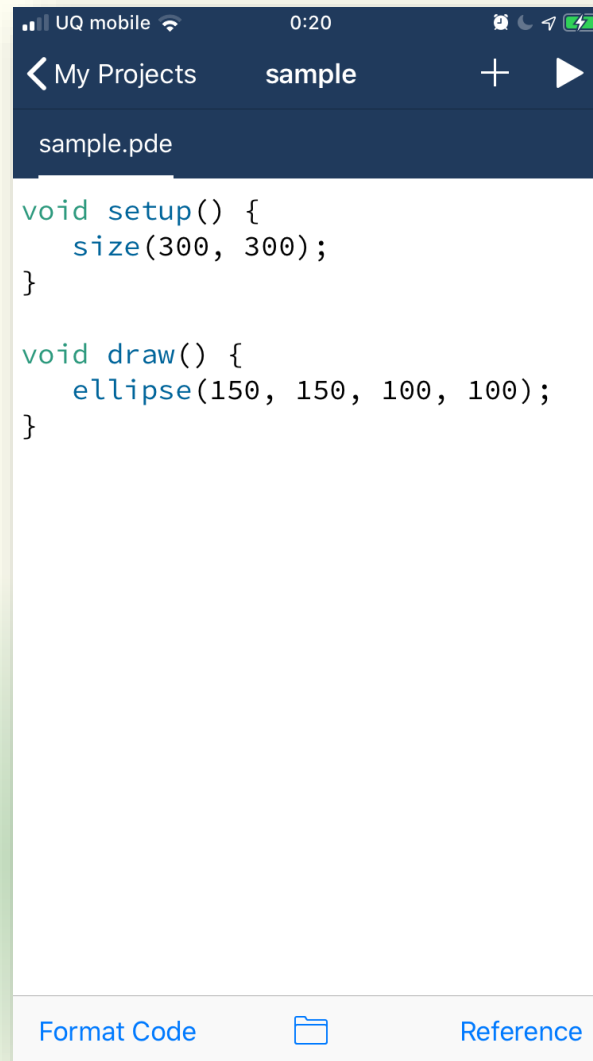 UQ mobile 0:20
My Projects sample
sample.pde
void setup() {
size(300, 300);
}
void draw() {
ellipse(150, 150, 100, 100);
}
Format Code Reference